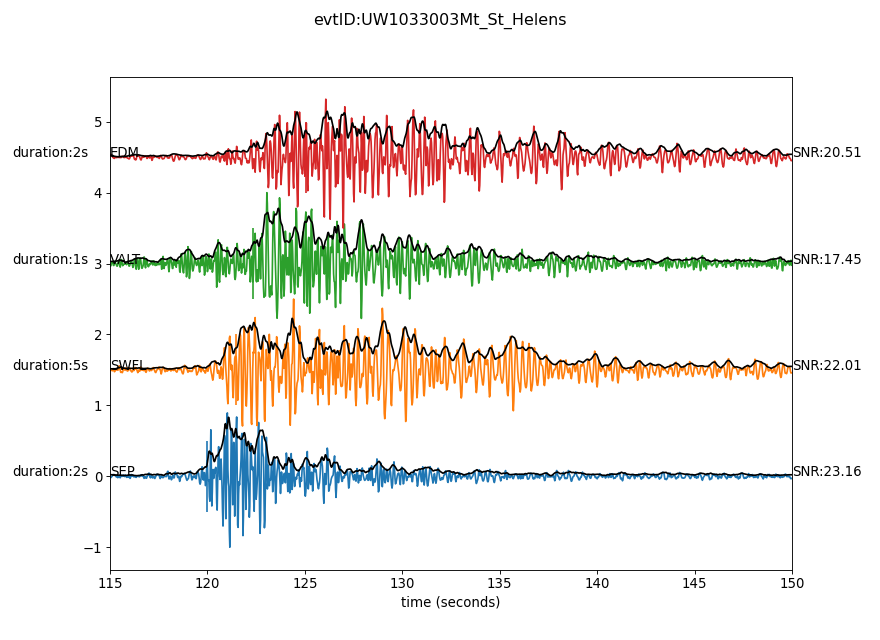 evtID:UW1033003Mt_St_Helens
5
duration:2s EDM SNR:20.51
4
duration:1s VALT 3 SNR:17.45
2
duration:5s SWFL SNR:22.01
1
duration:2s SEP 0 SNR:23.16
−1
115 120 125 130 135 140 145 150
time (seconds)